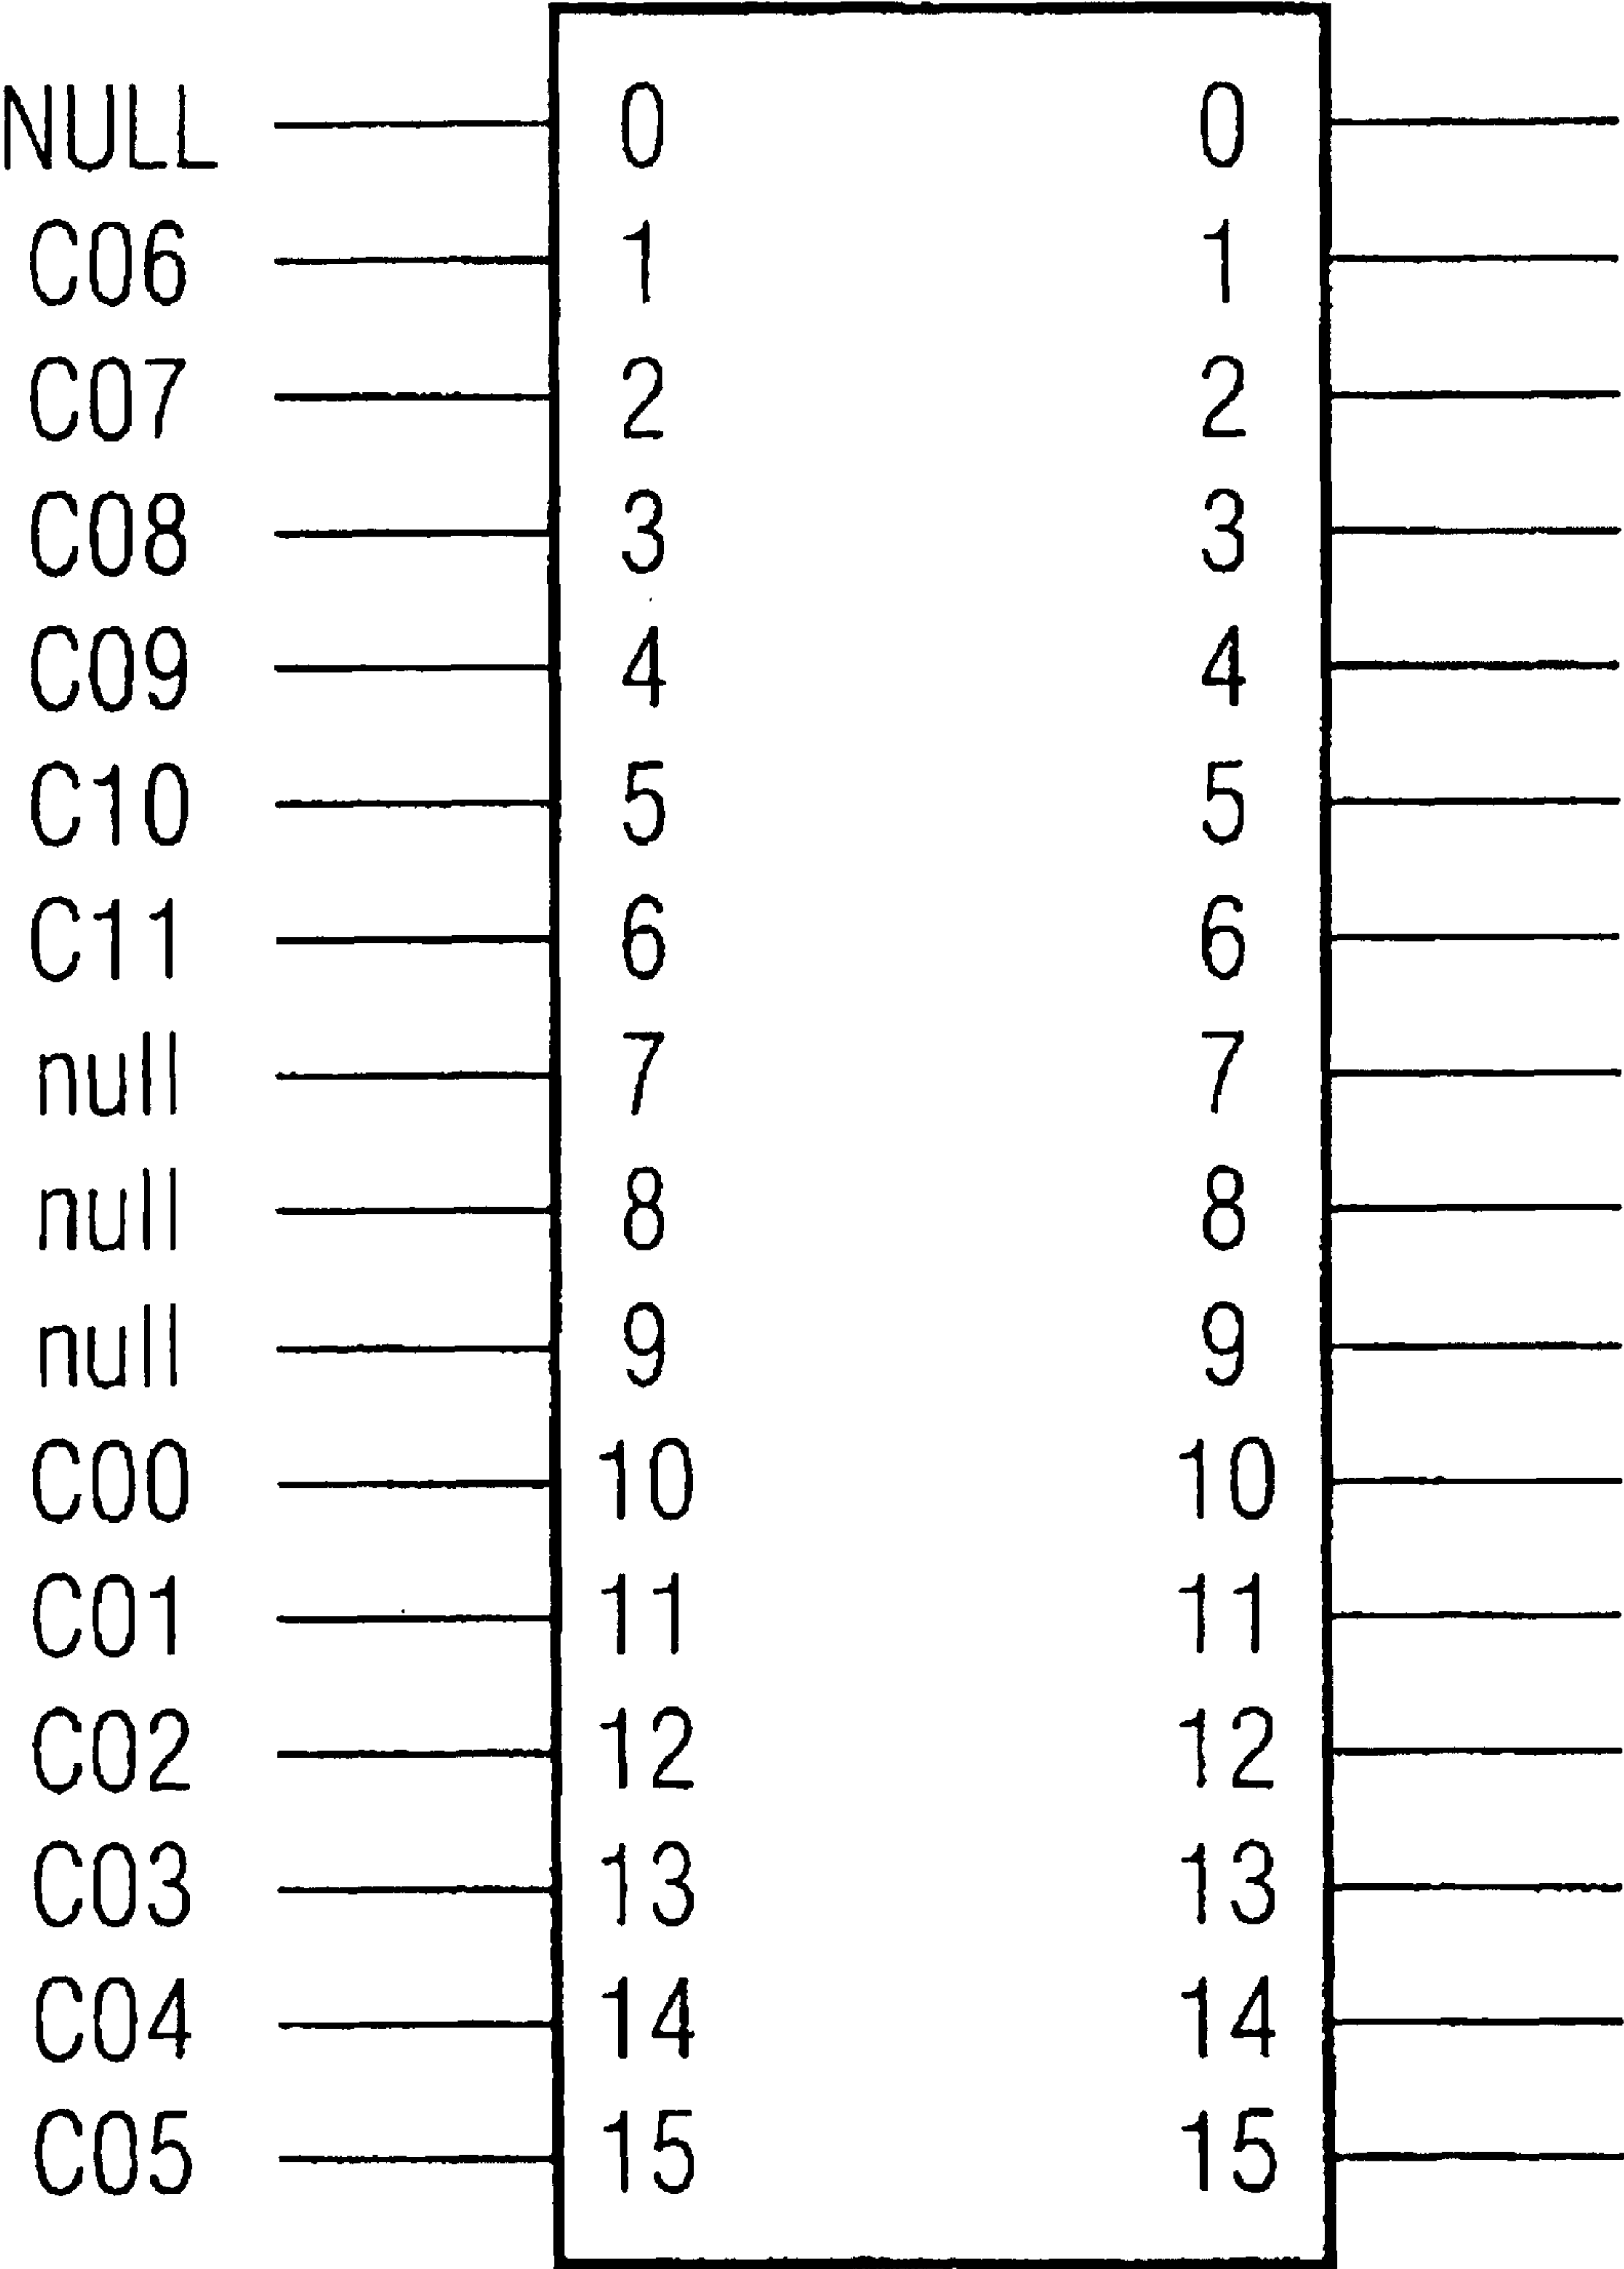 NULL 0 0
C06 1 1
C07 2 2
C08 3 3
C09 4 4
C10 5 5
C11 6 6
null 7 7
null 8 8
null 9 9
C00 10 10
C01 11 11
C02 12 12
C03 13 13
C04 14 14
C05 15 15